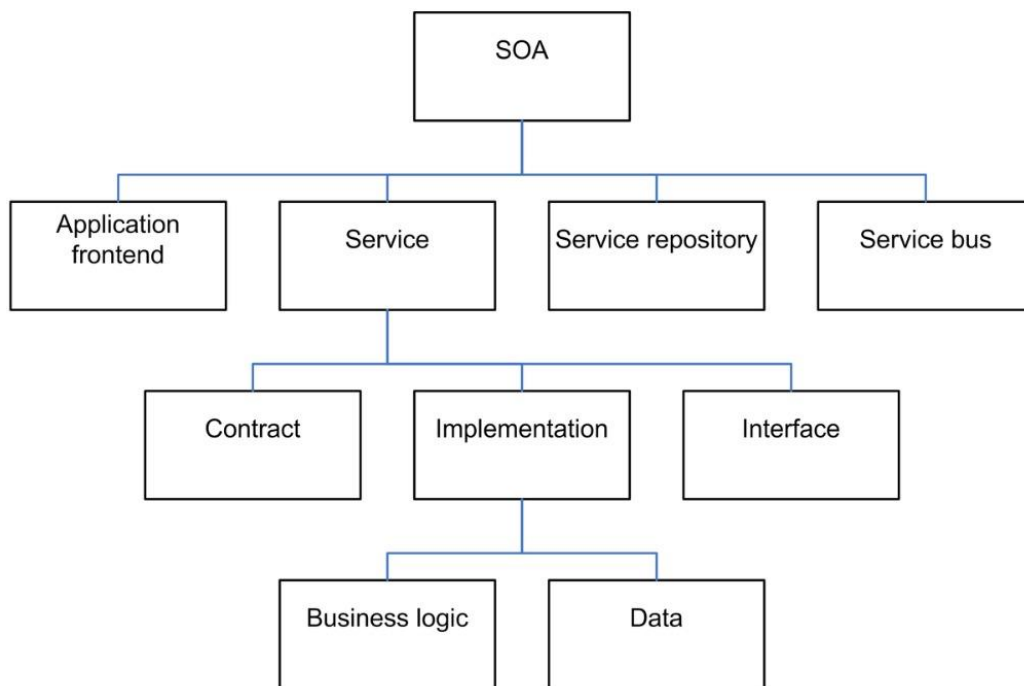 SOA
Application
frontend
Service
Service repository
Service bus
Contract
Implementation
Interface
Business logic
Data